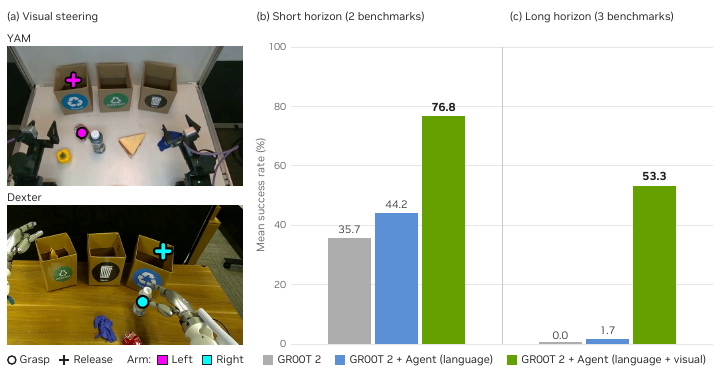 (a) Visual steering
YAM
Dexter
Grasp
Release
Arm:
Left
Right
(b) Short horizon (2 benchmarks)
(c) Long horizon (3 benchmarks)
Mean success rate (%)
100
80
60
40
20
0
35.7
44.2
76.8
0.0
1.7
53.3
GR00T 2
GR00T 2 + Agent (language)
GR00T 2 + Agent (language + visual)